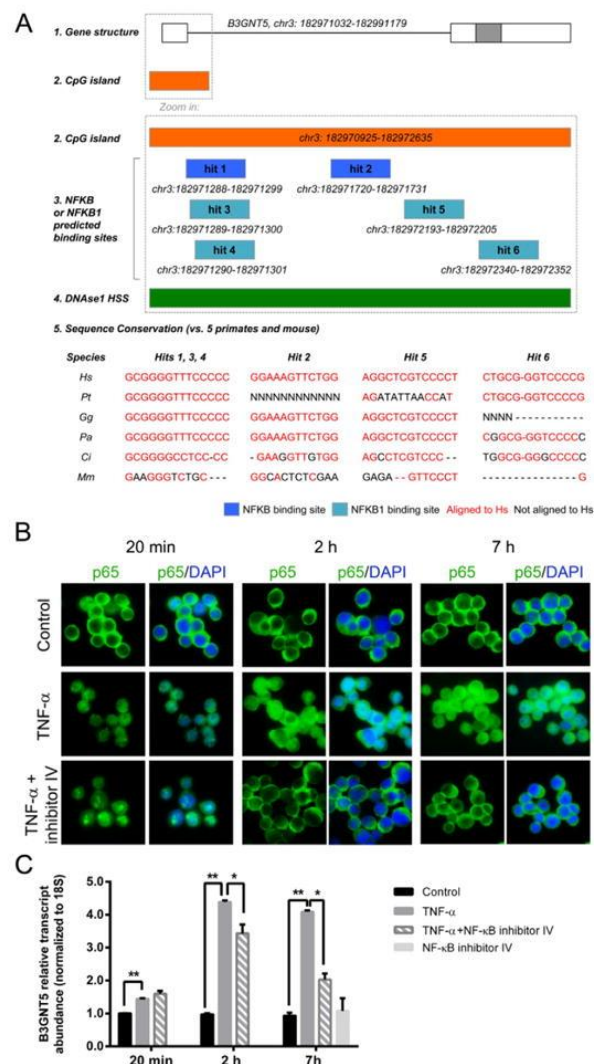 A
B3GNT5, chr3: 182971032-182991179
1. Gene structure
2. CpG island
Zoom in:
2. CpG island
chr3: 182970925-182972635
hit 1 hit 2
chr3:182971288-182971299 chr3:182971720-182971731
3. NFKB or NFKB1 predicted binding sites
hit 3 hit 5
chr3:182971289-182971300 chr3:182972193-182972205
hit 4 hit 6
chr3:182971290-182971301 chr3:182972340-182972352
4. DNAse1 HSS
5. Sequence Conservation (vs. 5 primates and mouse)
Species Hits 1, 3, 4 Hit 2 Hit 5 Hit 6
Hs GCGGGGTTTCCCCC GGAAAGTTCTGG AGGCTCGTCCCCT CTGCG-GGTCCCCG
Pt GCGGGGTTTCCCCC NNNNNNNNNNNN AGATATTAACCAT CTGCG-GGTCCCCG
Gg GCGGGGTTTCCCCC GGAAAGTTCTGG AGGCTCGTCCCCT NNNN----------
Pa GCGGGGTTTCCCCC GGAAAGTTCTGG AGGCTCGTCCCCT CGGCG-GGTCCCCC
Ci GCGGGGCCTCC-CC -GAAGGTTGTGG AGCCTCGTCCC-- TGGCG-GGGCCCCC
Mm GAAGGGTCTGC--- GGCACTCTCGAA GAGA--GTTCCCT -------------G
NFKB binding site NFKB1 binding site Aligned to Hs Not aligned to Hs
B
20 min 2 h 7 h
p65 p65/DAPI p65 p65/DAPI p65 p65/DAPI
Control
TNF-α
TNF-α + inhibitor IV
C
B3GNT5 relative transcript abundance (normalized to 18S)
5.0
4.0
3.0
2.0
1.0
0
** ** * ** *
20 min 2 h 7h
Control
TNF-α
TNF-α+NF-κB inhibitor IV
NF-κB inhibitor IV